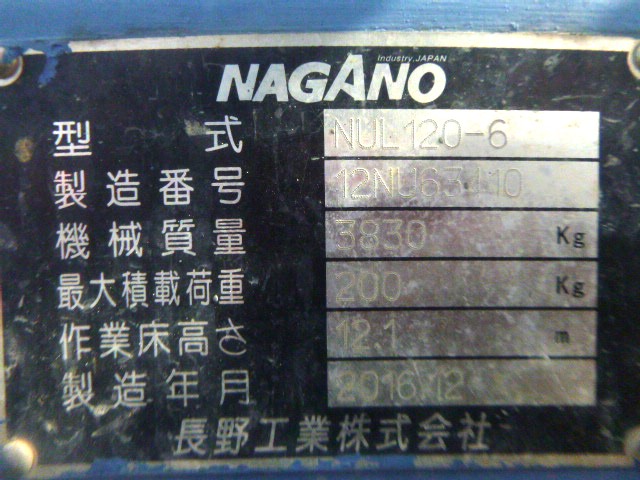 Industry, JAPAN
NAGANO
型式 NUL120-6
製造番号
機械質量 3830 Kg
最大積載荷重 200 Kg
作業床高さ 12.1 m
製造年月 2016.12
長野工業株式会社